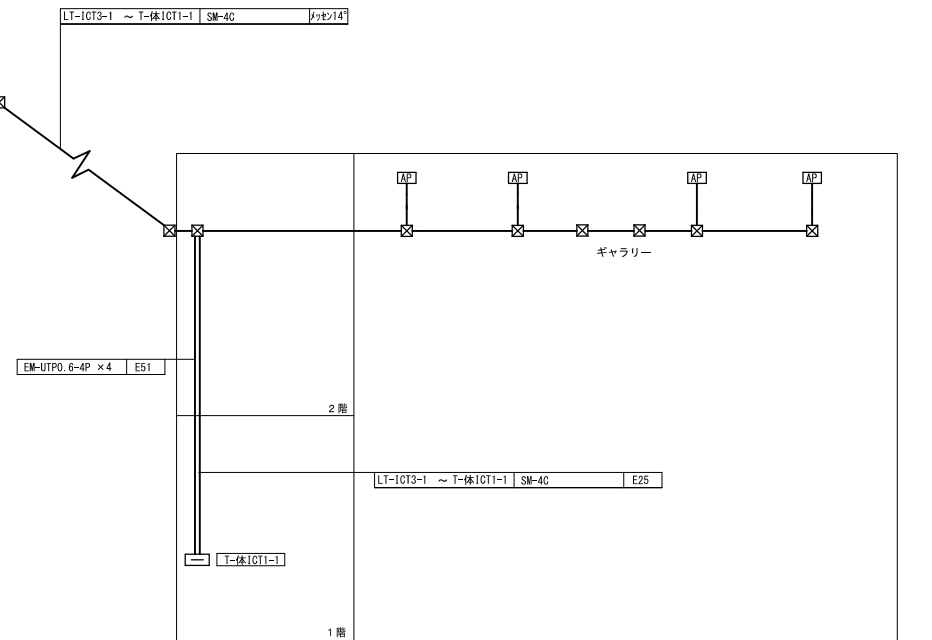 LT-ICT3-1 ～ T-体ICT1-1 SM-4C ﾒｯｾﾝ14°
AP AP AP AP
ギャラリー
EM-UTP0.6-4P ×4 E51
2階
LT-ICT3-1 ～ T-体ICT1-1 SM-4C E25
T-体ICT1-1
1階